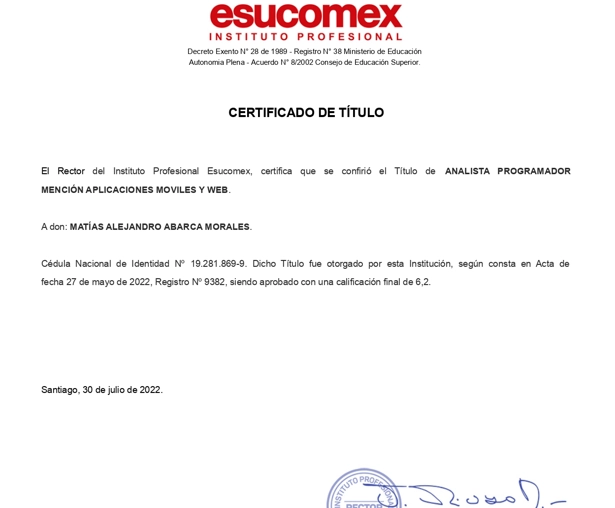 esucomex
INSTITUTO PROFESIONAL
Decreto Exento N° 28 de 1989 - Registro N° 38 Ministerio de Educación
Autonomia Plena - Acuerdo N° 8/2002 Consejo de Educación Superior.
CERTIFICADO DE TÍTULO
El Rector del Instituto Profesional Esucomex, certifica que se confirió el Título de ANALISTA PROGRAMADOR
MENCIÓN APLICACIONES MOVILES Y WEB.
A don: MATÍAS ALEJANDRO ABARCA MORALES.
Cédula Nacional de Identidad Nº 19.281.869-9. Dicho Título fue otorgado por esta Institución, según consta en Acta de
fecha 27 de mayo de 2022, Registro Nº 9382, siendo aprobado con una calificación final de 6,2.
Santiago, 30 de julio de 2022.
INSTITUTO PROFESIONAL
RECTOR